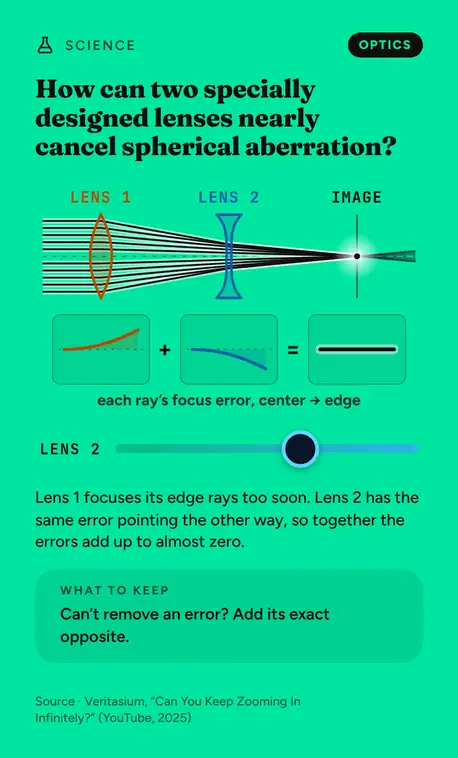 SCIENCE
OPTICS
How can two specially
designed lenses nearly
cancel spherical aberration?
LENS 1 LENS 2 IMAGE
+ =
each ray’s focus error, center → edge
LENS 2
Lens 1 focuses its edge rays too soon. Lens 2 has the
same error pointing the other way, so together the
errors add up to almost zero.
WHAT TO KEEP
Can’t remove an error? Add its exact
opposite.
Source · Veritasium, “Can You Keep Zooming In
Infinitely?” (YouTube, 2025)